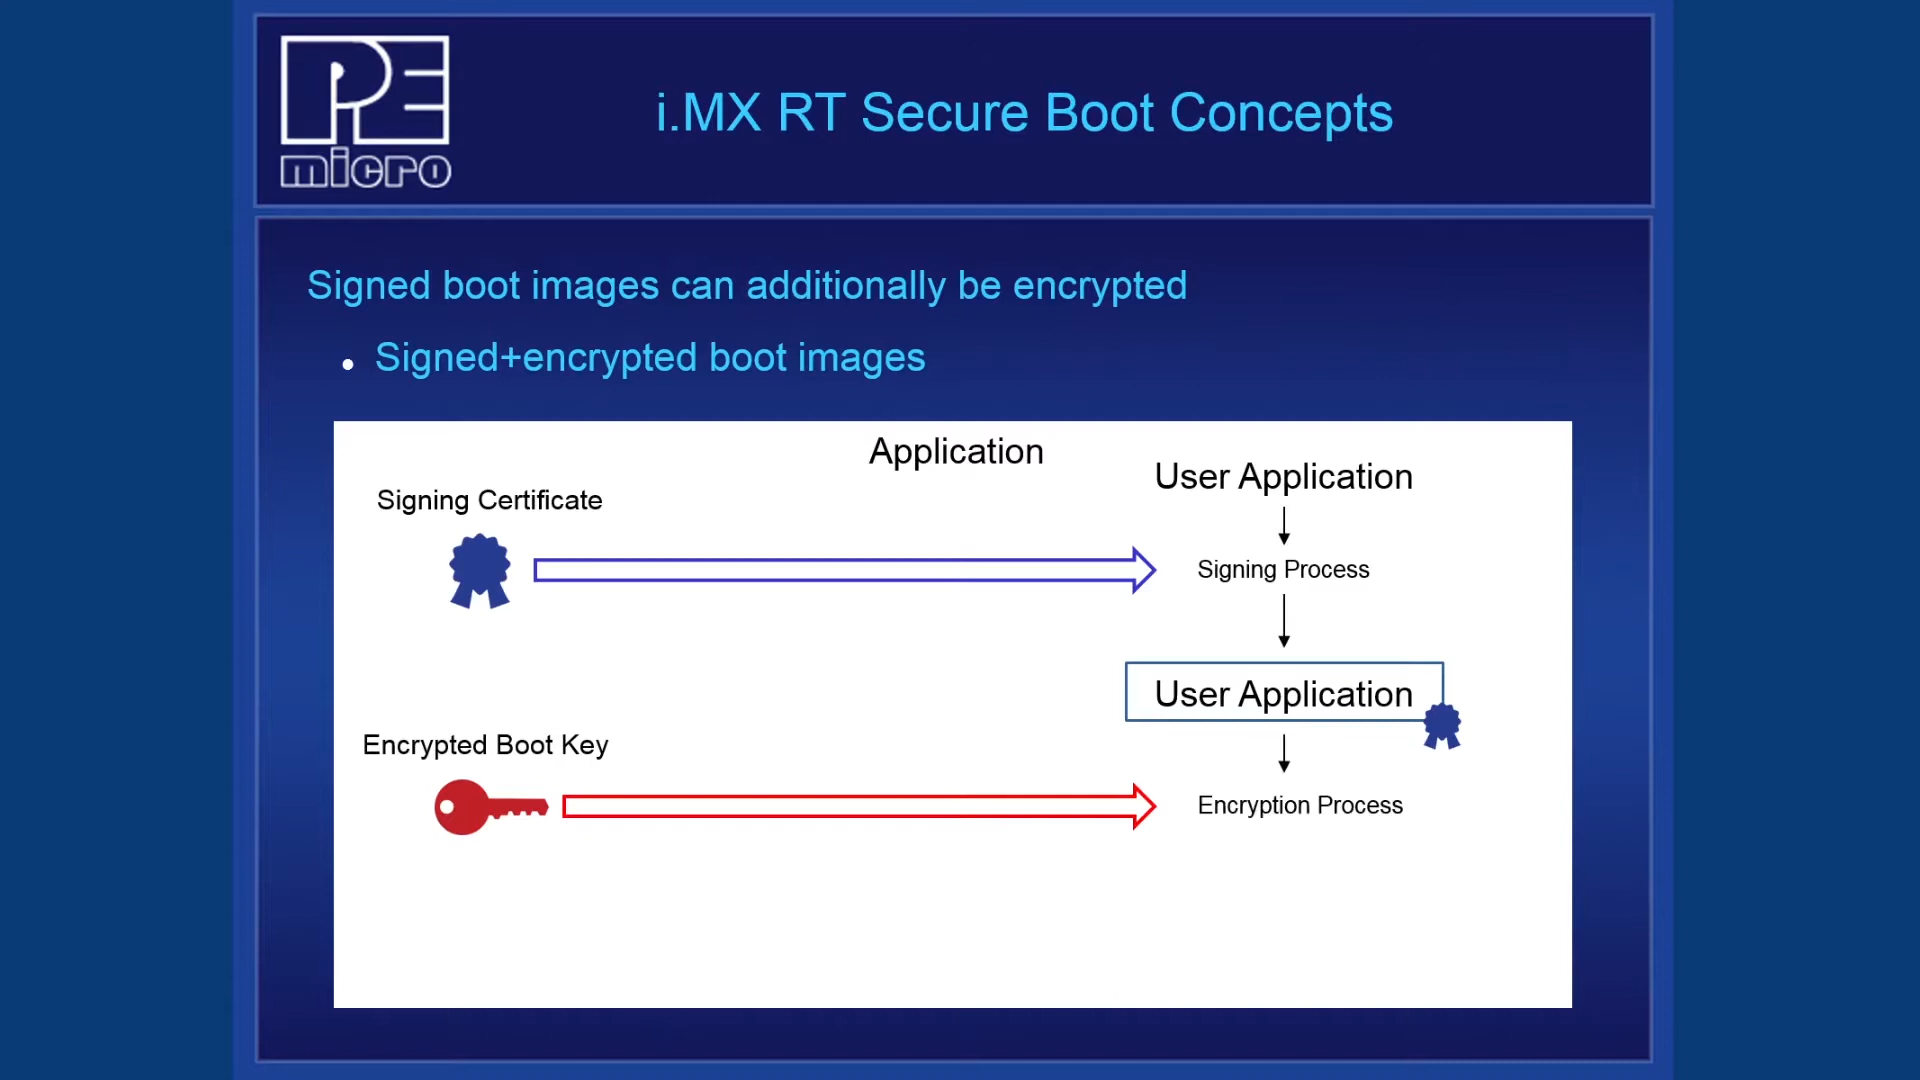 PE
micro
i.MX RT Secure Boot Concepts
Signed boot images can additionally be encrypted
• Signed+encrypted boot images
Application
User Application
Signing Certificate
Signing Process
User Application
Encrypted Boot Key
Encryption Process